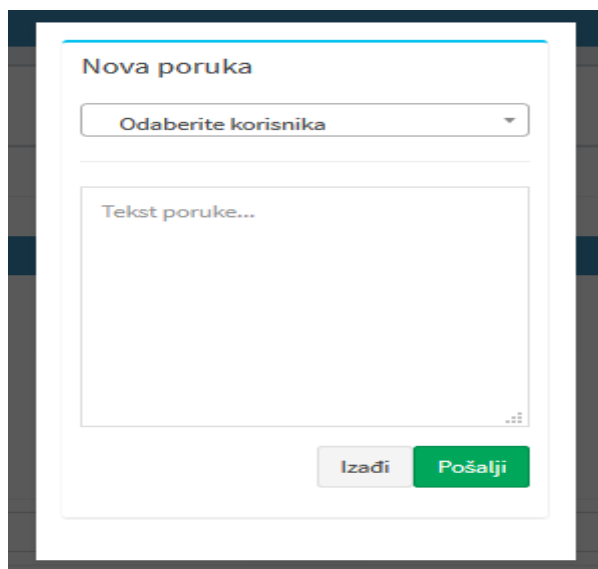 Nova poruka
Odaberite korisnika
Tekst poruke...
Izađi Pošalji